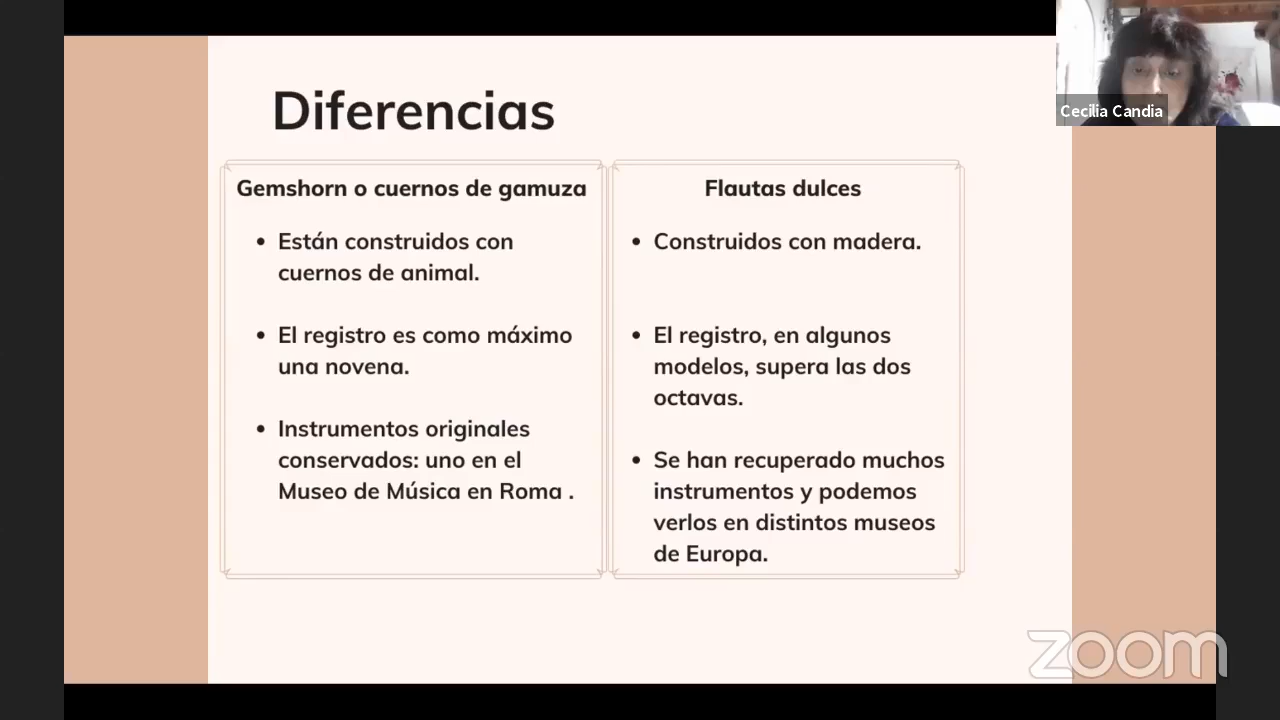 Diferencias
Cecilia Candia
Gemshorn o cuernos de gamuza
Están construidos con
cuernos de animal.
El registro es como máximo
una novena.
Instrumentos originales
conservados: uno en el
Museo de Música en Roma .
Flautas dulces
Construidos con madera.
El registro, en algunos
modelos, supera las dos
octavas.
Se han recuperado muchos
instrumentos y podemos
verlos en distintos museos
de Europa.
zoom